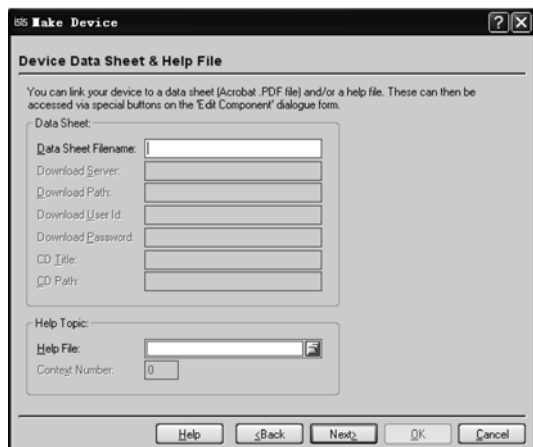 isis Make Device
Device Data Sheet & Help File
You can link your device to a data sheet (Acrobat .PDF file) and/or a help file. These can then be
accessed via special buttons on the 'Edit Component' dialogue form.
Data Sheet:
Data Sheet Filename:
Download Server:
Download Path:
Download User Id:
Download Password:
CD Title:
CD Path:
Help Topic:
Help File:
Context Number: 0
Help <Back Next> OK Cancel